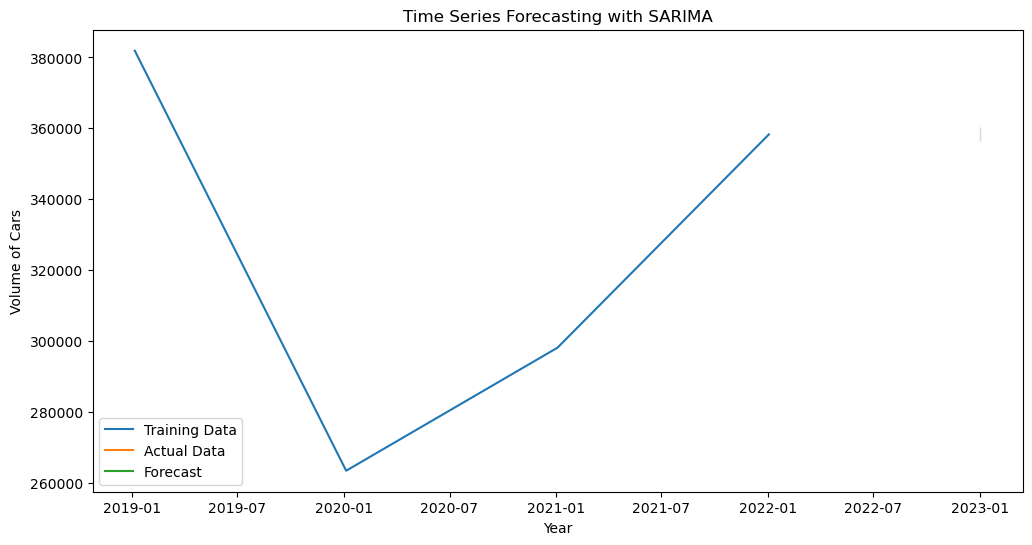 Time Series Forecasting with SARIMA
Volume of Cars
380000
360000
340000
320000
300000
280000
260000
Training Data
Actual Data
Forecast
2019-01 2019-07 2020-01 2020-07 2021-01 2021-07 2022-01 2022-07 2023-01
Year